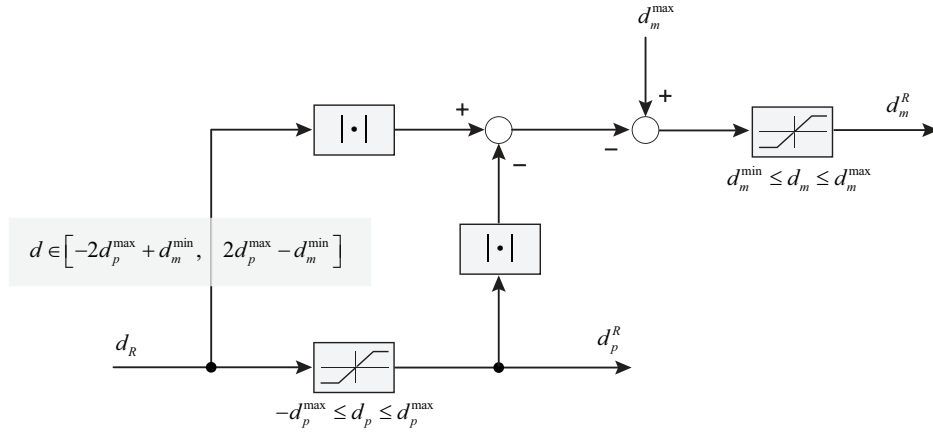 d_m^max
+
+
|•|
d_m^R
−
−
d_m^min ≤ d_m ≤ d_m^max
d ∈ [−2d_p^max + d_m^min, 2d_p^max − d_m^min]
|•|
d_R
d_p^R
−d_p^max ≤ d_p ≤ d_p^max